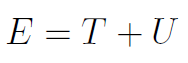 E = T + U